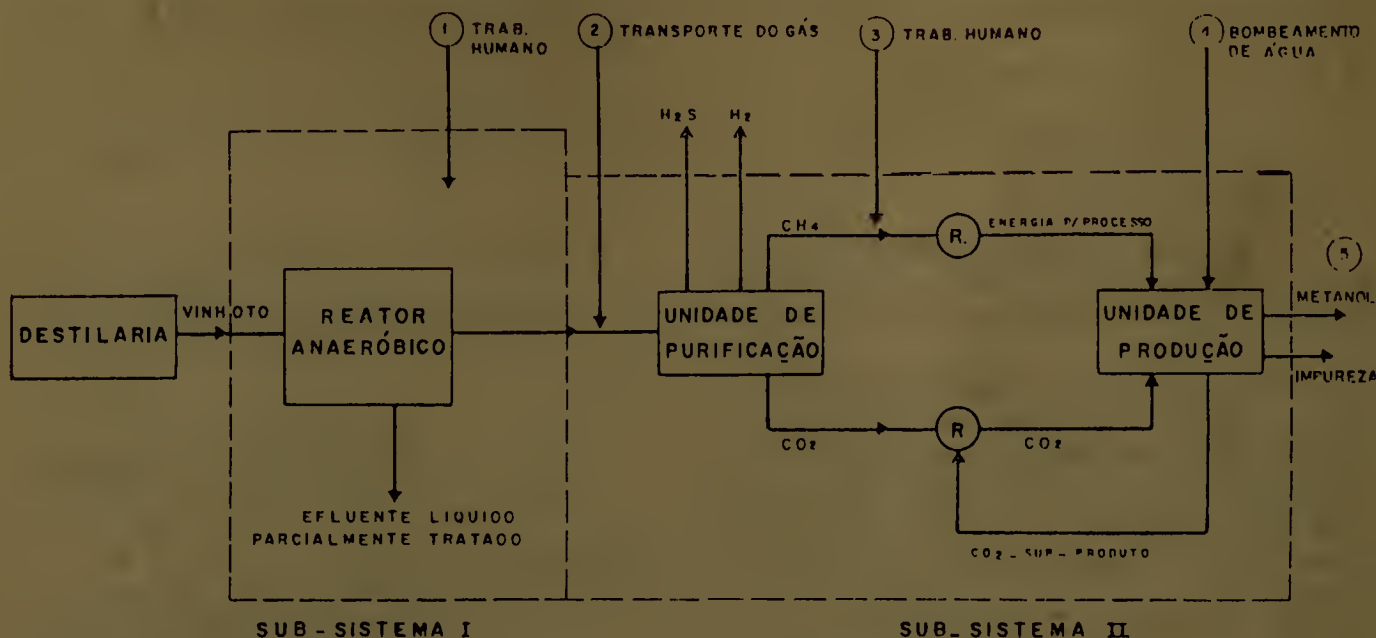 1 TRAB. HUMANO
2 TRANSPORTE DO GÁS
3 TRAB. HUMANO
BOMBEAMENTO
DE ÁGUA
H2S
H2
CH4
R.
ENERGIA P/PROCESSO
5
METANOL
IMPUREZA
DESTILARIA
VINHOTO
REATOR
ANAERÓBICO
UNIDADE DE
PURIFICAÇÃO
UNIDADE DE
PRODUÇÃO
CO2
R
CO2
EFLUENTE LIQUIDO
PARCIALMENTE TRATADO
CO2 - SUB - PRODUTO
SUB - SISTEMA I
SUB - SISTEMA II